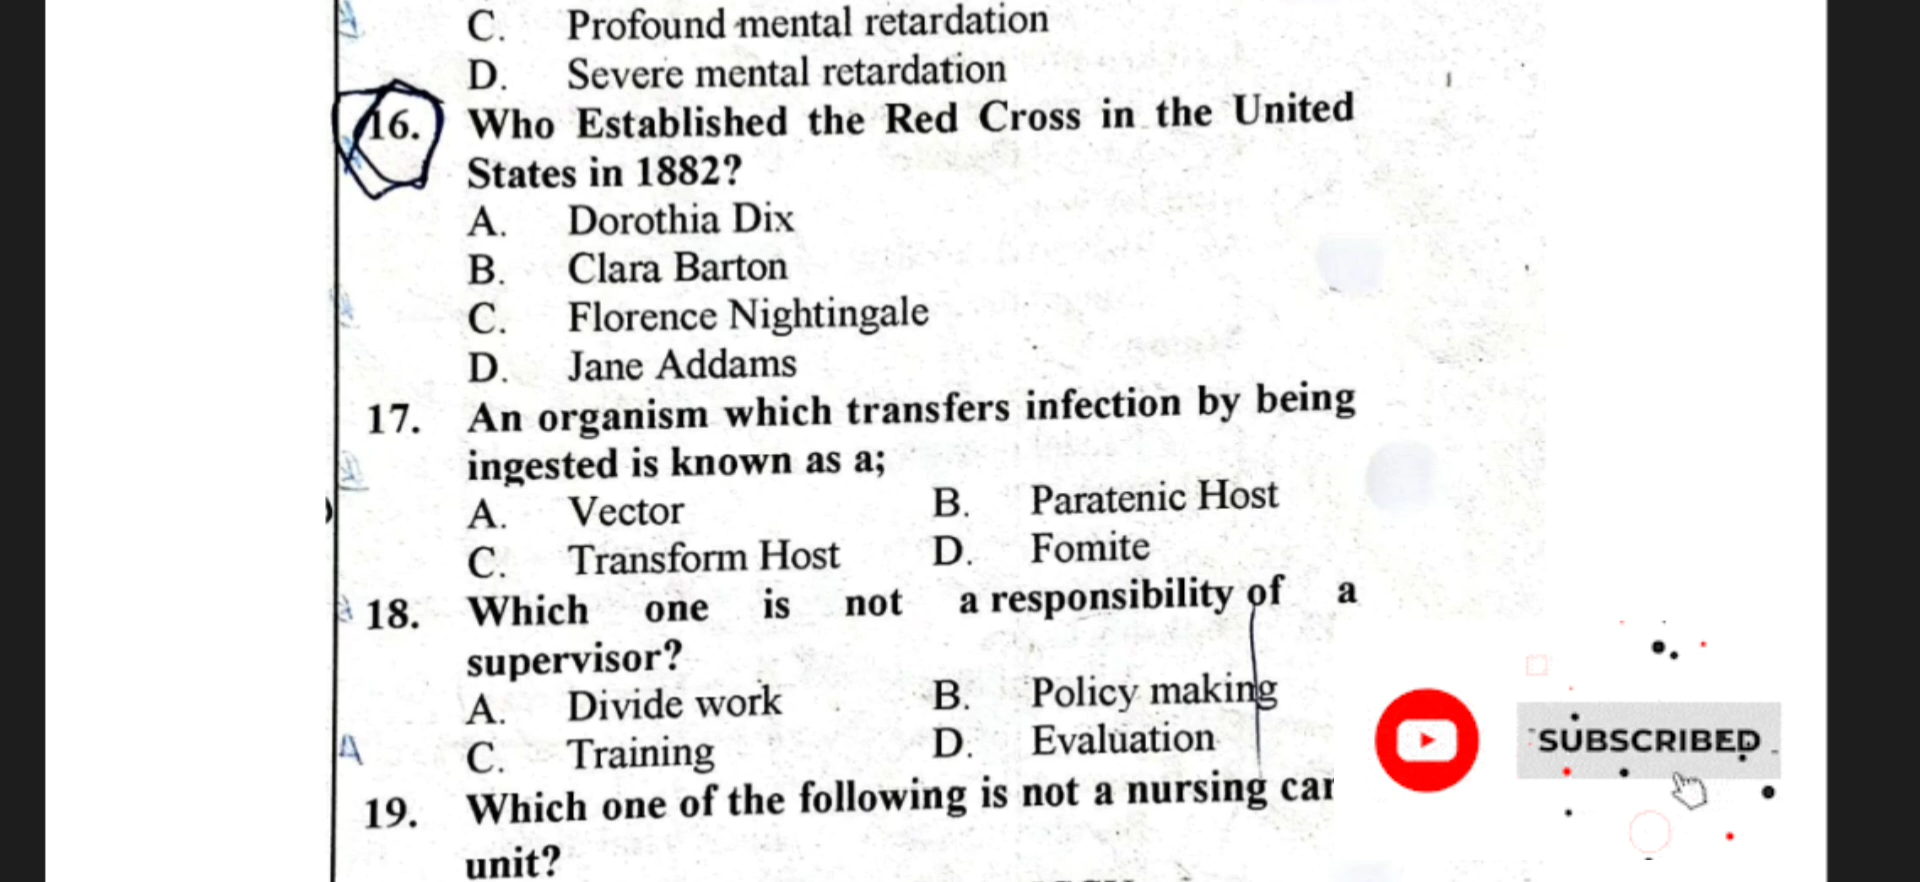 C. Profound mental retardation
D. Severe mental retardation
16. Who Established the Red Cross in the United
States in 1882?
A. Dorothia Dix
B. Clara Barton
C. Florence Nightingale
D. Jane Addams
17. An organism which transfers infection by being
ingested is known as a;
A. Vector B. Paratenic Host
C. Transform Host D. Fomite
18. Which one is not a responsibility of a
supervisor?
A. Divide work B. Policy making
C. Training D. Evaluation
19. Which one of the following is not a nursing car
unit?
A
SUBSCRIBED